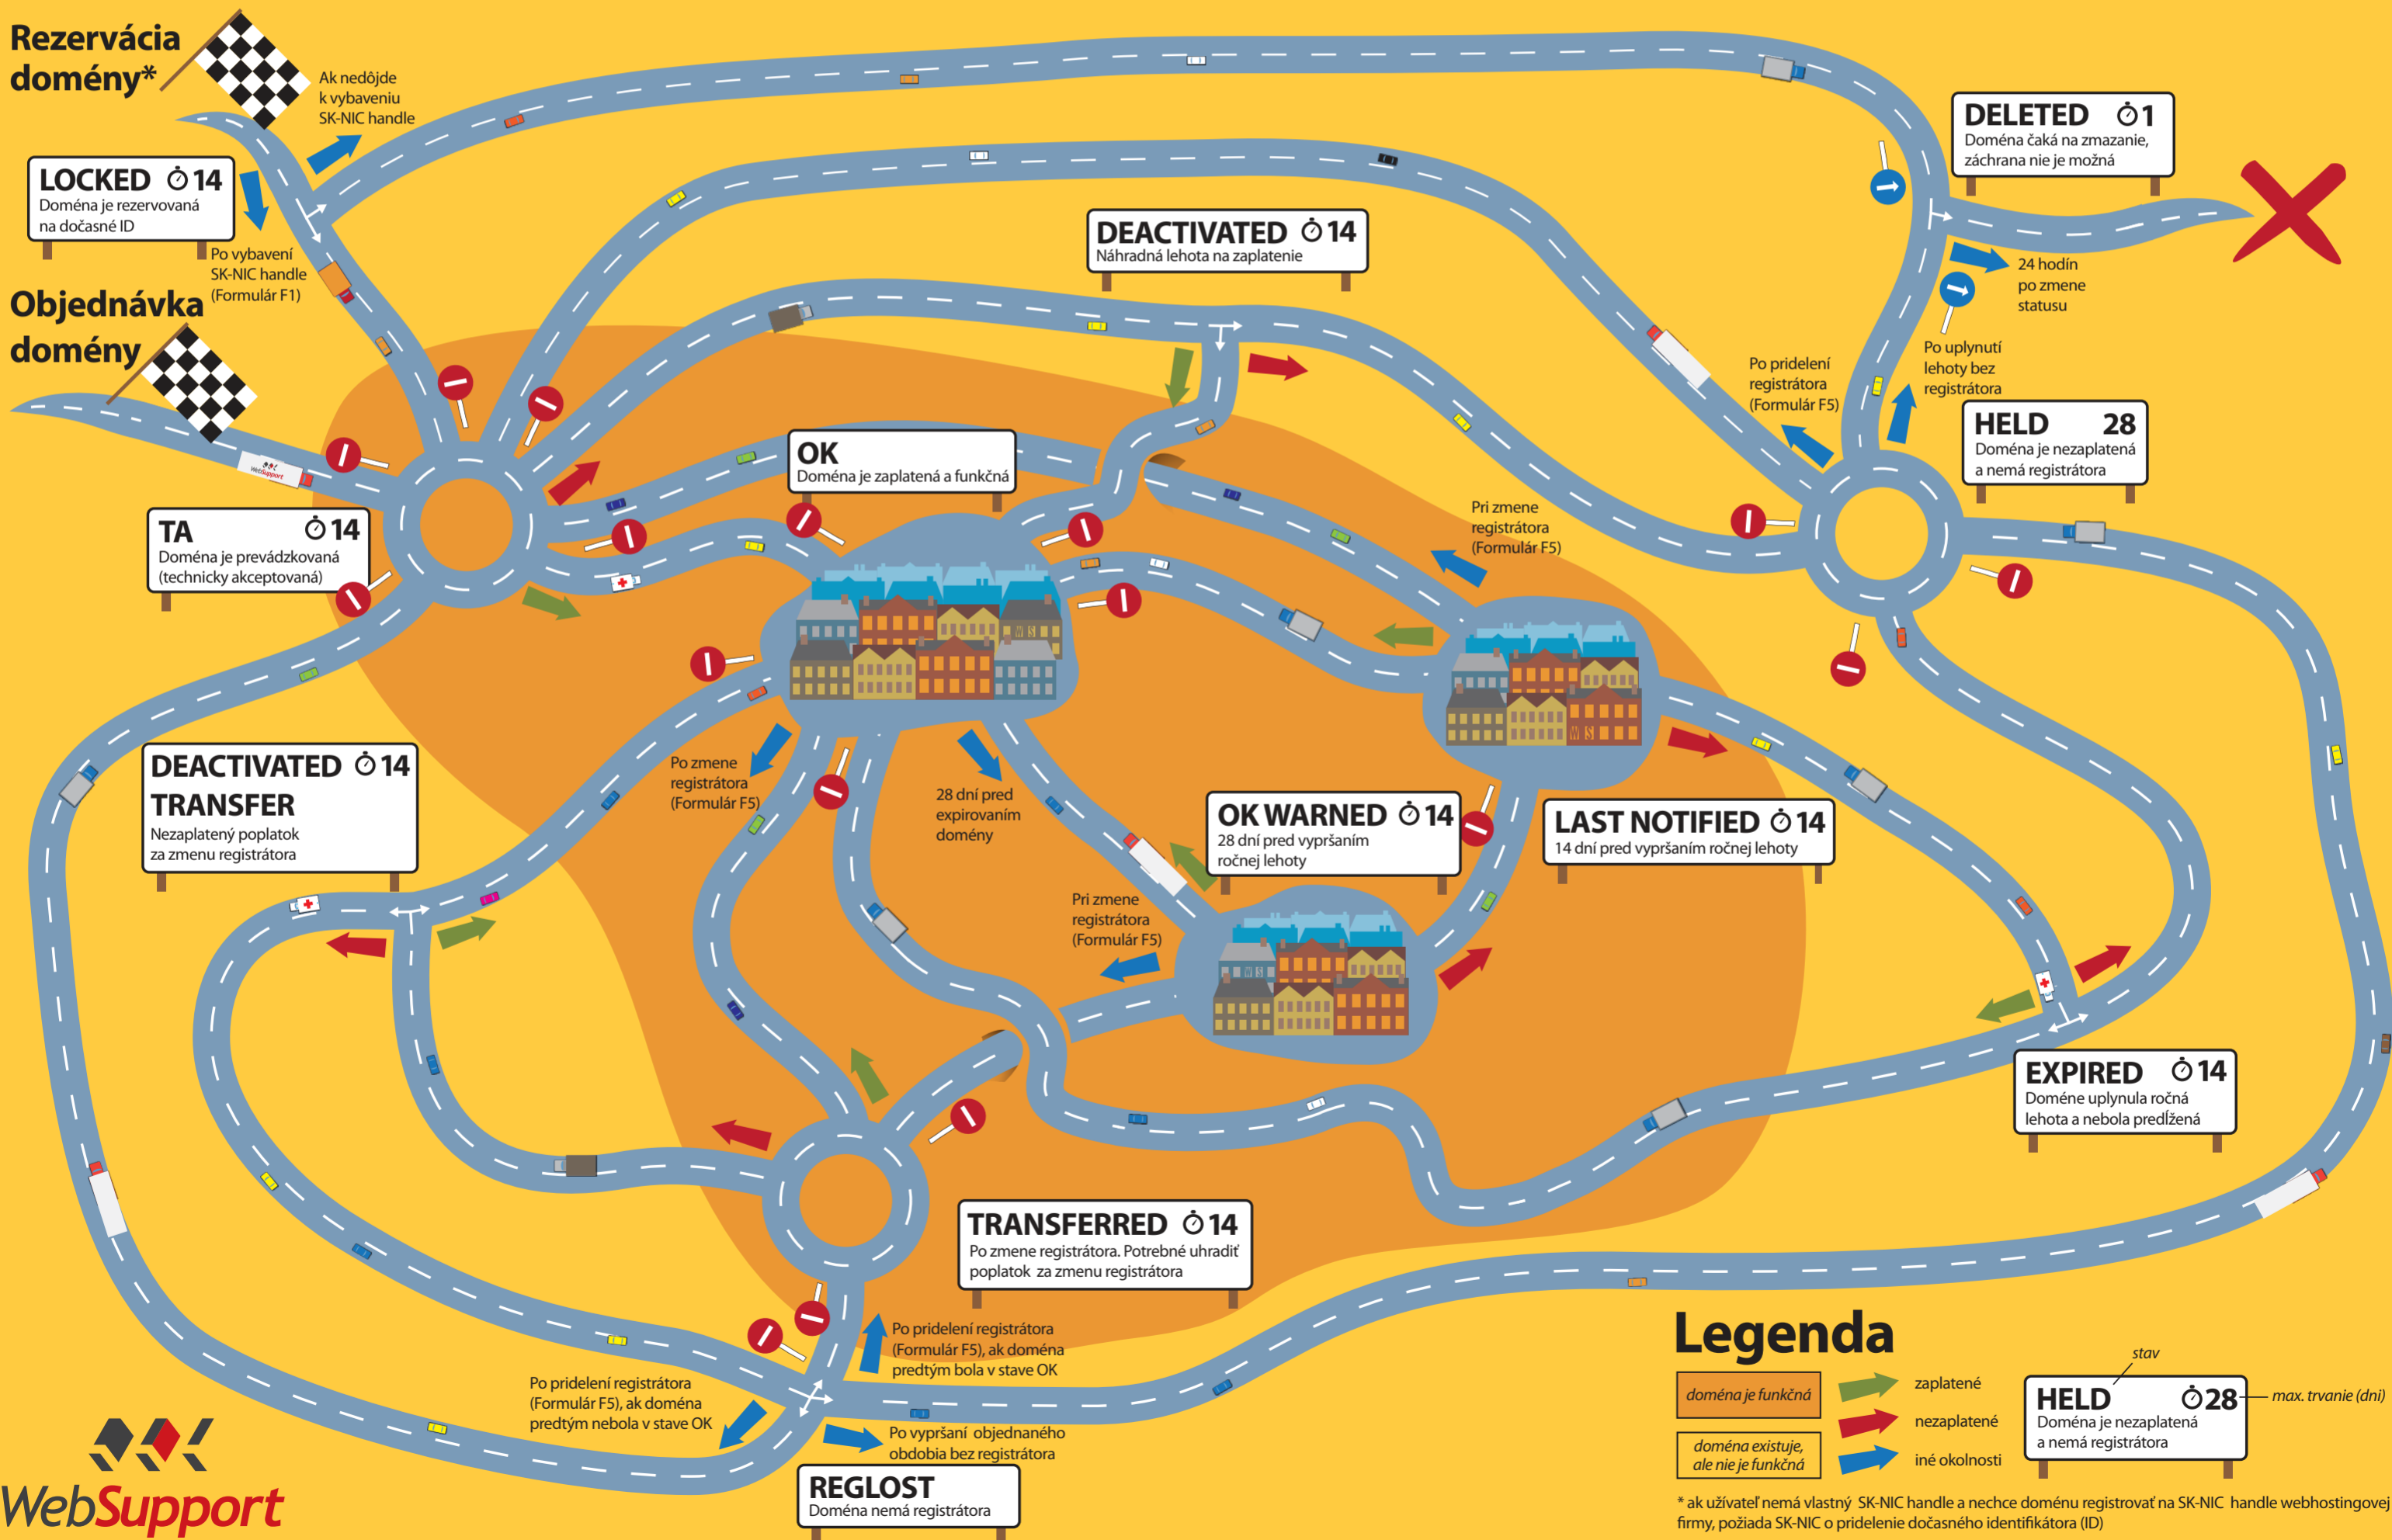 Rezervácia
domény*
Ak nedôjde
k vybaveniu
SK-NIC handle
LOCKED 14
Doména je rezervovaná
na dočasné ID
Po vybavení
SK-NIC handle
(Formulár F1)
Objednávka
domény
WebSupport
TA 14
Doména je prevádzkovaná
(technicky akceptovaná)
DELETED 1
Doména čaká na zmazanie,
záchrana nie je možná
24 hodín
po zmene
statusu
DEACTIVATED 14
Náhradná lehota na zaplatenie
Po pridelení
registrátora
(Formulár F5)
Po uplynutí
lehoty bez
registrátora
HELD 28
Doména je nezaplatená
a nemá registrátora
OK
Doména je zaplatená a funkčná
Pri zmene
registrátora
(Formulár F5)
WS
WS
WS
DEACTIVATED 14
TRANSFER
Nezaplatený poplatok
za zmenu registrátora
Po zmene
registrátora
(Formulár F5)
28 dní pred
expirovaním
domény
OK WARNED 14
28 dní pred vypršaním
ročnej lehoty
LAST NOTIFIED 14
14 dní pred vypršaním ročnej lehoty
Pri zmene
registrátora
(Formulár F5)
EXPIRED 14
Doméne uplynula ročná
lehota a nebola predĺžená
TRANSFERRED 14
Po zmene registrátora. Potrebné uhradiť
poplatok za zmenu registrátora
Po pridelení registrátora
(Formulár F5), ak doména
predtým bola v stave OK
Po pridelení registrátora
(Formulár F5), ak doména
predtým nebola v stave OK
Po vypršaní objednaného
obdobia bez registrátora
REGLOST
Doména nemá registrátora
WebSupport
Legenda
doména je funkčná
doména existuje,
ale nie je funkčná
zaplatené
nezaplatené
iné okolnosti
stav
HELD 28
max. trvanie (dni)
Doména je nezaplatená
a nemá registrátora
* ak užívateľ nemá vlastný SK-NIC handle a nechce doménu registrovať na SK-NIC handle webhostingovej
firmy, požiada SK-NIC o pridelenie dočasného identifikátora (ID)